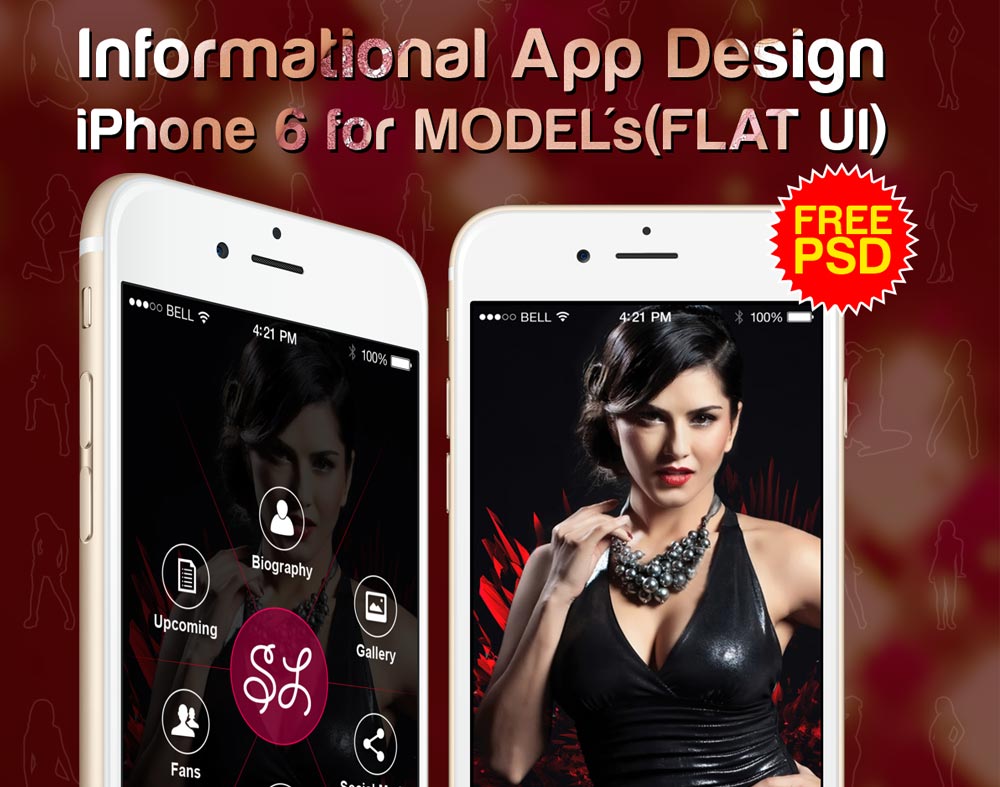 Informational App Design
iPhone 6 for MODEL´s(FLAT UI)
FREE
PSD
BELL
4:21 PM
100%
Biography
Upcoming
Gallery
SL
Fans
BELL
4:21 PM
100%